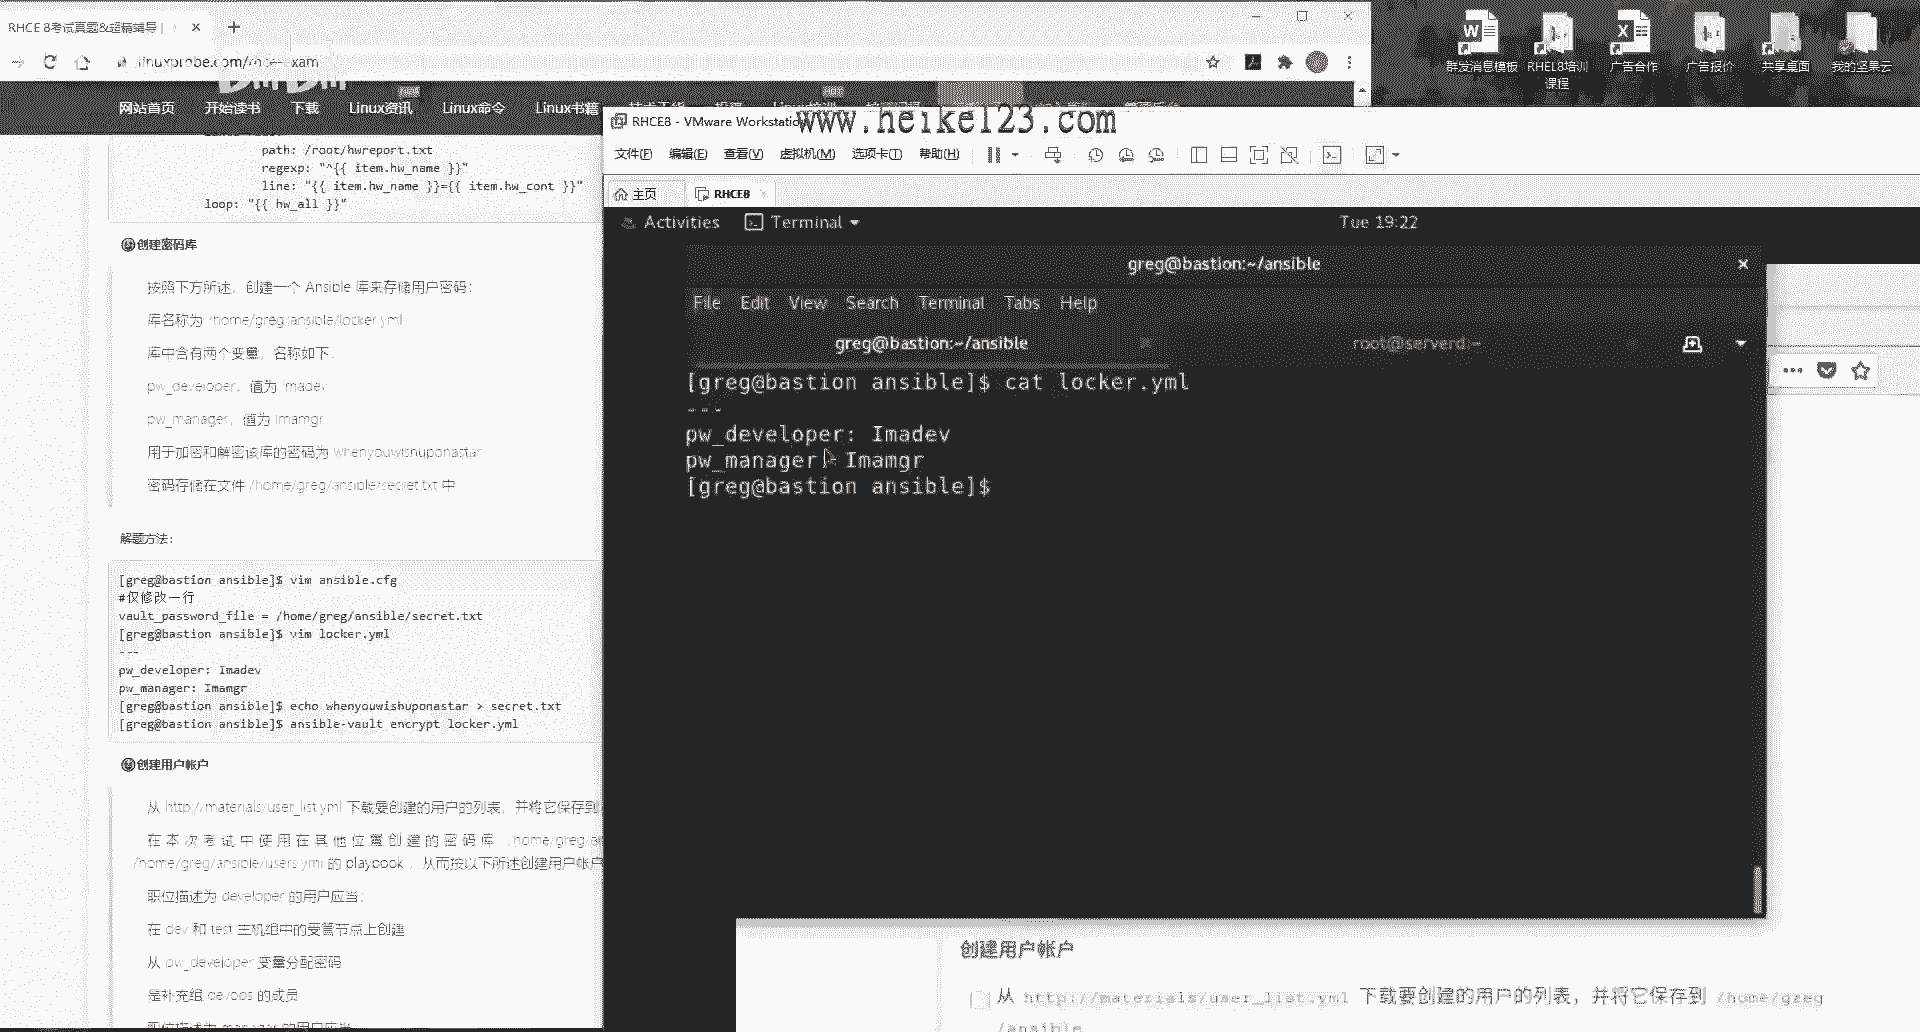 RHCE 8考试真题&超精辅导 |
网站首页 开始读书 下载 Linux资讯 Linux命令 Linux书籍
path: /root/hwreport.txt
regexp: "^{{ item.hw_name }}"
line: "{{ item.hw_name }}={{ item.hw_cont }}"
loop: "{{ hw_all }}"
创建密码库
按照下方所述，创建一个 Ansible 库来存储用户密码：
库名称为 /home/greg/ansible/locker.yml
库中含有两个变量，名称如下：
pw_developer，值为 Imadev
pw_manager，值为 Imamgr
用于加密和解密该库的密码为 whenyouwishuponastar
密码存储在文件 /home/greg/ansible/secret.txt 中
解题方法：
[greg@bastion ansible]$ vim ansible.cfg
#仅修改一行
vault_password_file = /home/greg/ansible/secret.txt
[greg@bastion ansible]$ vim locker.yml
---
pw_developer: Imadev
pw_manager: Imamgr
[greg@bastion ansible]$ echo whenyouwishuponastar > secret.txt
[greg@bastion ansible]$ ansible-vault encrypt locker.yml
创建用户帐户
从 http://materials/user_list.yml 下载要创建的用户的列表，并将它保存到
在本次考试中使用在其他位置创建的密码库 /home/greg/an
/home/greg/ansible/users.yml 的 playbook ，从而按以下所述创建用户帐户
职位描述为 developer 的用户应当：
在 dev 和 test 主机组中的受管节点上创建
从 pw_developer 变量分配密码
是补充组 devops 的成员
职位描述为 manager 的用户应当：
RHCE8 - VMware Workstation
www.heike123.com
文件(F) 编辑(E) 查看(V) 虚拟机(M) 选项卡(T) 帮助(H)
主页 RHCE8
Activities Terminal Tue 19:22
greg@bastion:~/ansible
File Edit View Search Terminal Tabs Help
greg@bastion:~/ansible root@serverd:~
[greg@bastion ansible]$ cat locker.yml
---
pw_developer: Imadev
pw_manager: Imamgr
[greg@bastion ansible]$
创建用户帐户
从 http://materials/user_list.yml 下载要创建的用户的列表，并将它保存到 /home/greg
/ansible
群发消息模板 RHEL8培训课程 广告合作 广告报价 共享桌面 我的坚果云